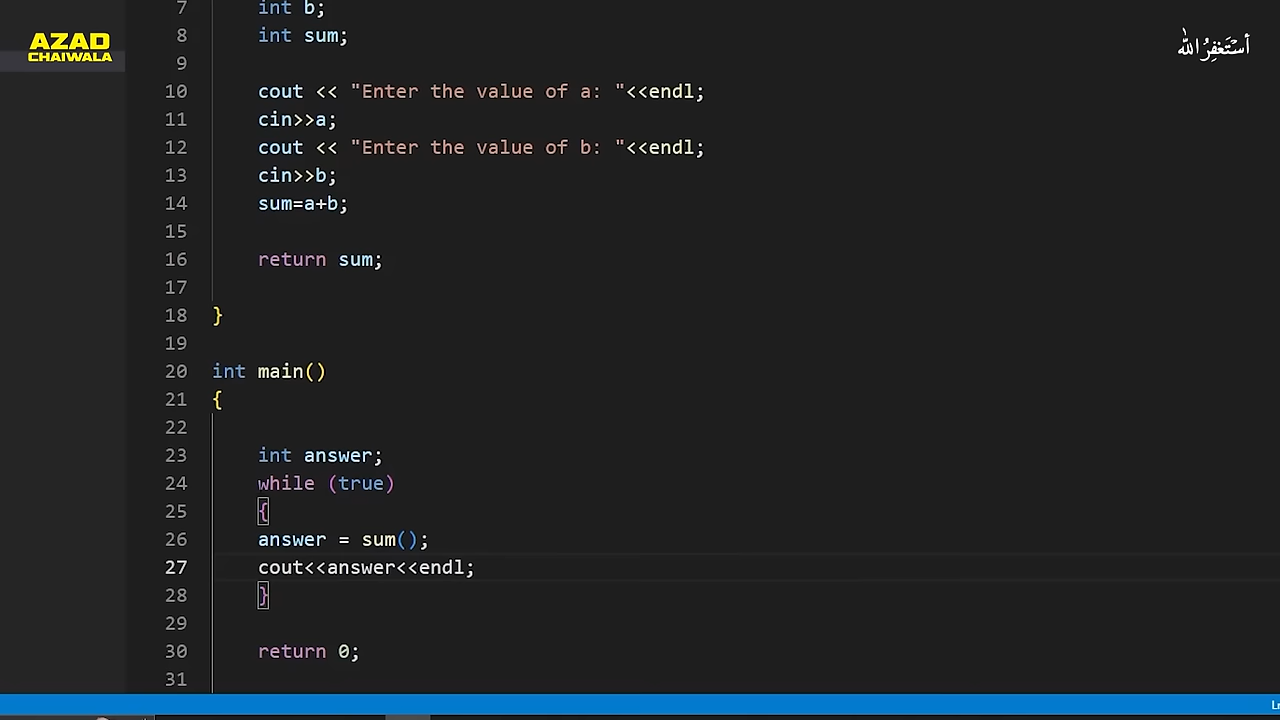 AZAD
CHAIWALA
أستغفر الله
7 int b;
8 int sum;
9
10 cout << "Enter the value of a: "<<endl;
11 cin>>a;
12 cout << "Enter the value of b: "<<endl;
13 cin>>b;
14 sum=a+b;
15
16 return sum;
17
18 }
19
20 int main()
21 {
22
23 int answer;
24 while (true)
25 {
26 answer = sum();
27 cout<<answer<<endl;
28 }
29
30 return 0;
31